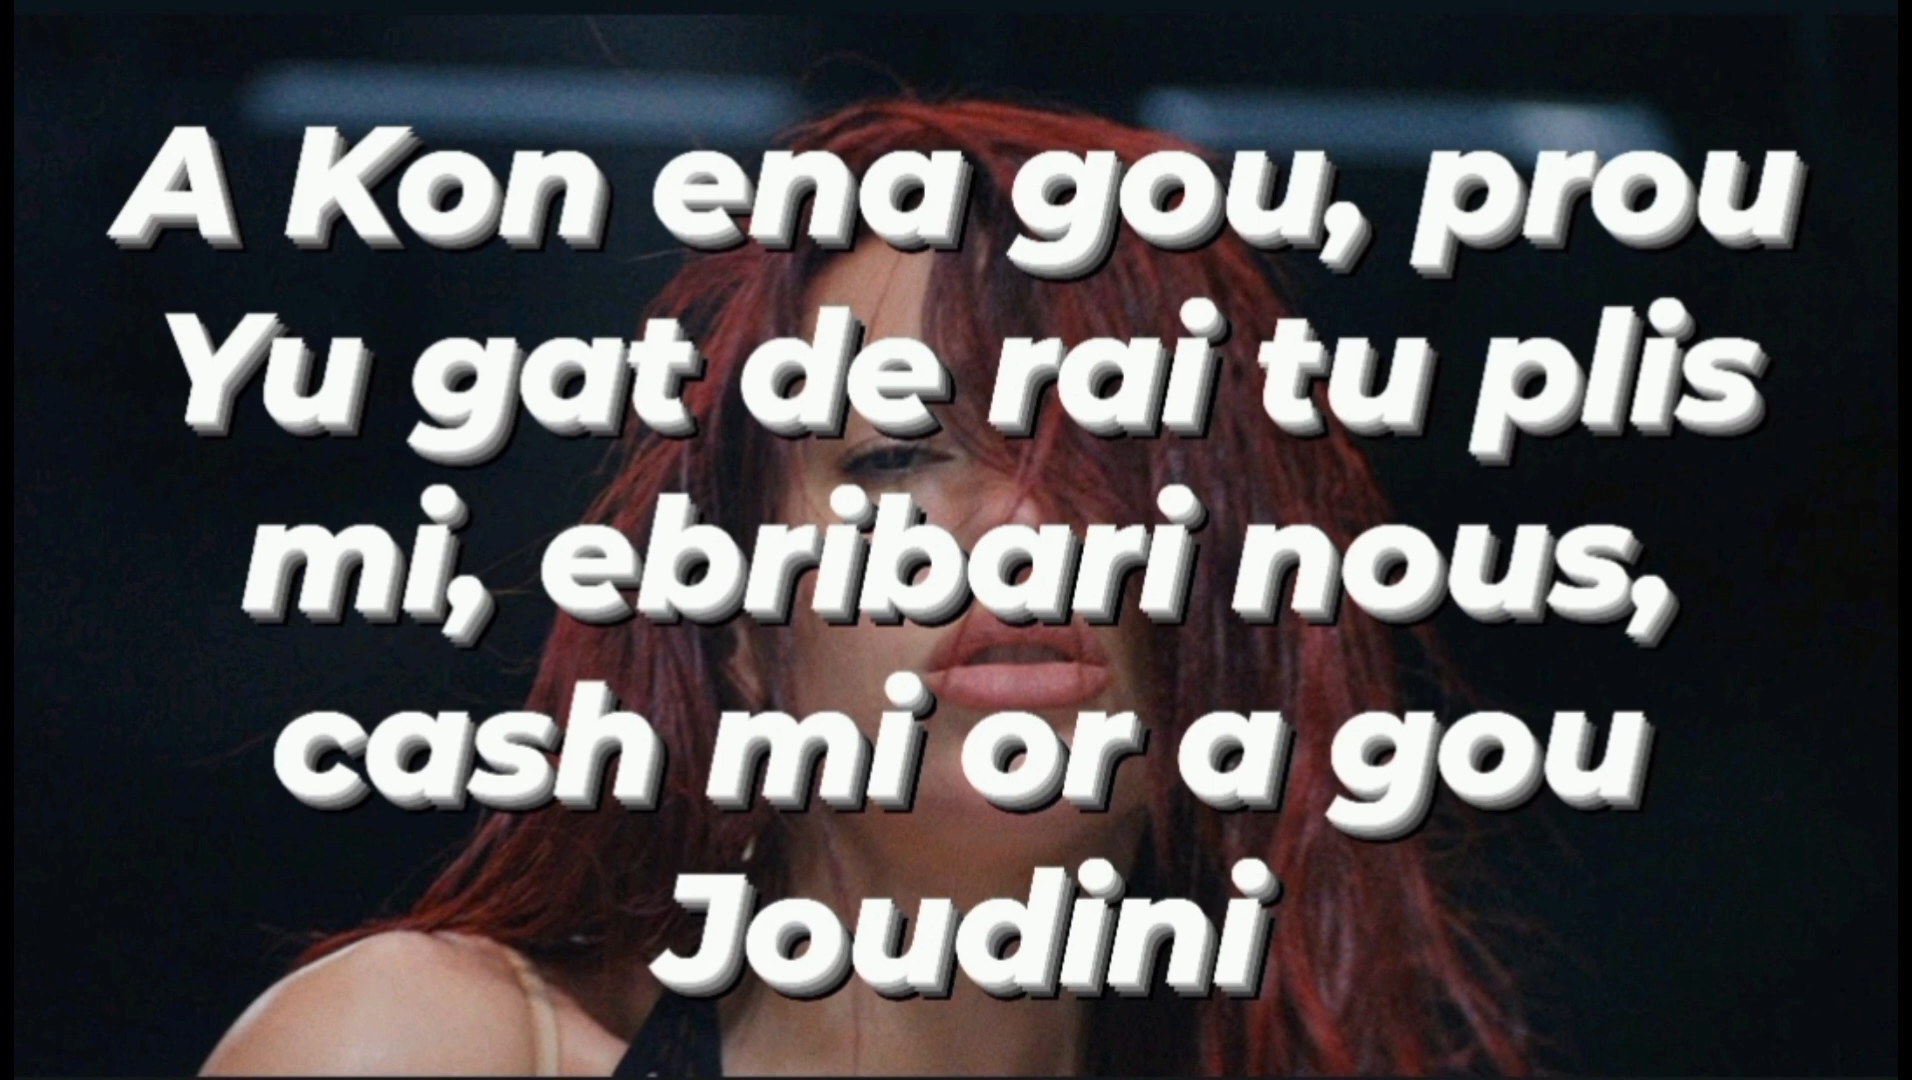 A Kon ena gou, prou
Yu gat de rai tu plis
mi, ebribari nous,
cash mi or a gou
Joudini